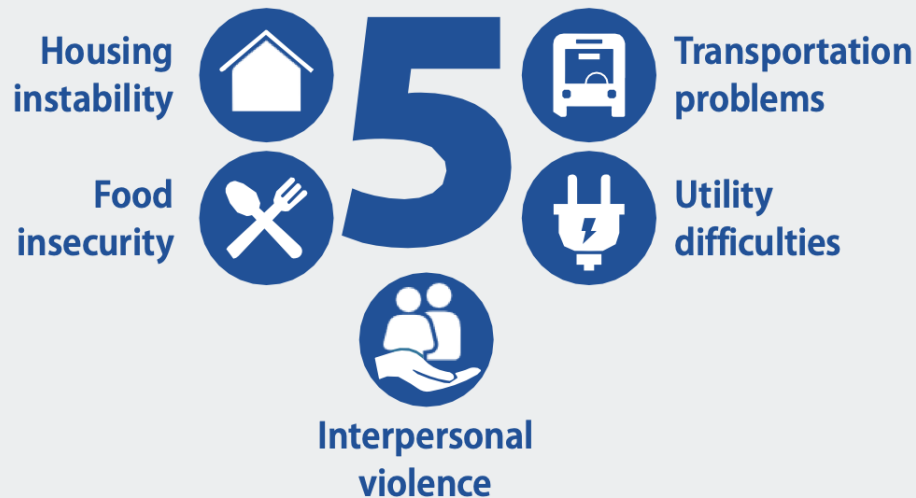 Housing
instability
5
Transportation
problems
Food
insecurity
Utility
difficulties
Interpersonal
violence